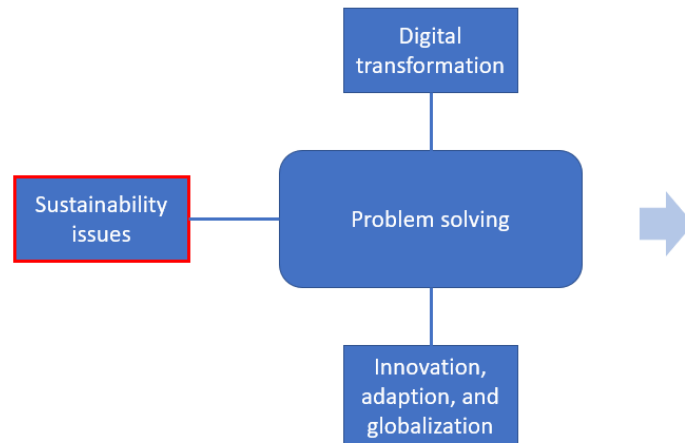 Digital
transformation
Sustainability
issues
Problem solving
Innovation,
adaption, and
globalization